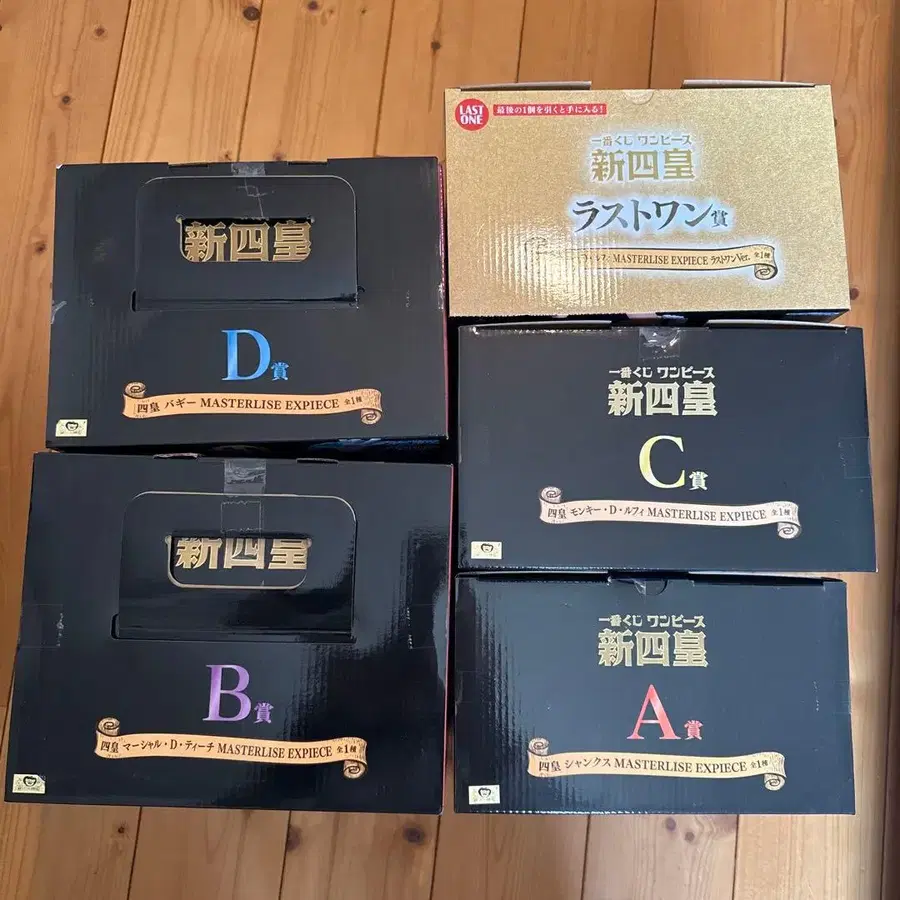 新四皇
D賞
四皇 バギー MASTERLISE EXPIECE 全1種
LAST ONE
最後の1個を引くと手に入る!
一番くじ ワンピース
新四皇
ラストワン賞
ルフィ MASTERLISE EXPIECE ラストワンVer. 全1種
新四皇
B賞
四皇 マーシャル・D・ティーチ MASTERLISE EXPIECE 全1種
一番くじ ワンピース
新四皇
C賞
四皇 モンキー・D・ルフィ MASTERLISE EXPIECE 全1種
一番くじ ワンピース
新四皇
A賞
四皇 シャンクス MASTERLISE EXPIECE 全1種